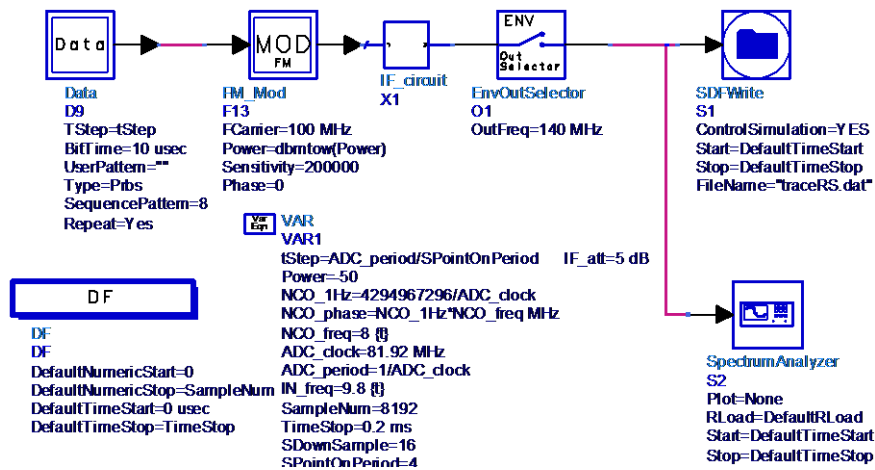 Data
MOD
FM
ENV
Out
Selector
Data
D9
TStep=tStep
BitTime=10 usec
UserPattern=""
Type=Prbs
SequencePattern=8
Repeat=Yes
FM_Mod
F13
FCarrier=100 MHz
Power=dbmtow(Power)
Sensitivity=200000
Phase=0
IF_circuit
X1
EnvOutSelector
O1
OutFreq=140 MHz
SDFWrite
S1
ControlSimulation=YES
Start=DefaultTimeStart
Stop=DefaultTimeStop
FileName="traceRS.dat"
Var
Eqn
VAR
VAR1
tStep=ADC_period/SPointOnPeriod IF_att=5 dB
Power=-50
NCO_1Hz=4294967296/ADC_clock
NCO_phase=NCO_1Hz*NCO_freq MHz
NCO_freq=8 {t}
ADC_clock=81.92 MHz
ADC_period=1/ADC_clock
IN_freq=9.8 {t}
SampleNum=8192
TimeStop=0.2 ms
SDownSample=16
SPointOnPeriod=4
DF
DF
DF
DefaultNumericStart=0
DefaultNumericStop=SampleNum
DefaultTimeStart=0 usec
DefaultTimeStop=TimeStop
SpectrumAnalyzer
S2
Plot=None
RLoad=DefaultRLoad
Start=DefaultTimeStart
Stop=DefaultTimeStop